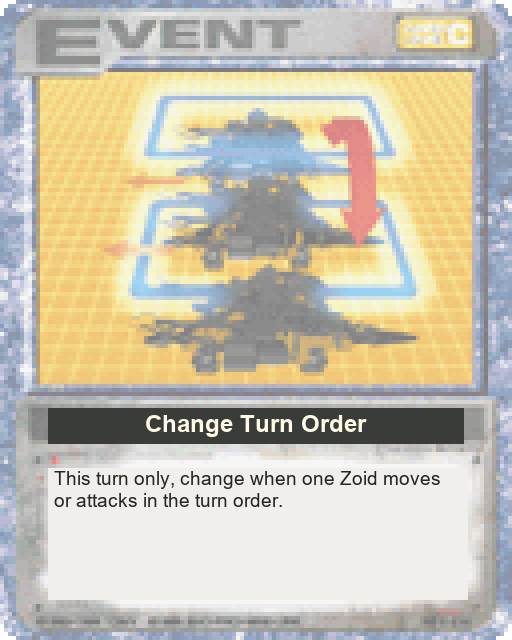 EVENT
C
Change Turn Order
This turn only, change when one Zoid moves
or attacks in the turn order.